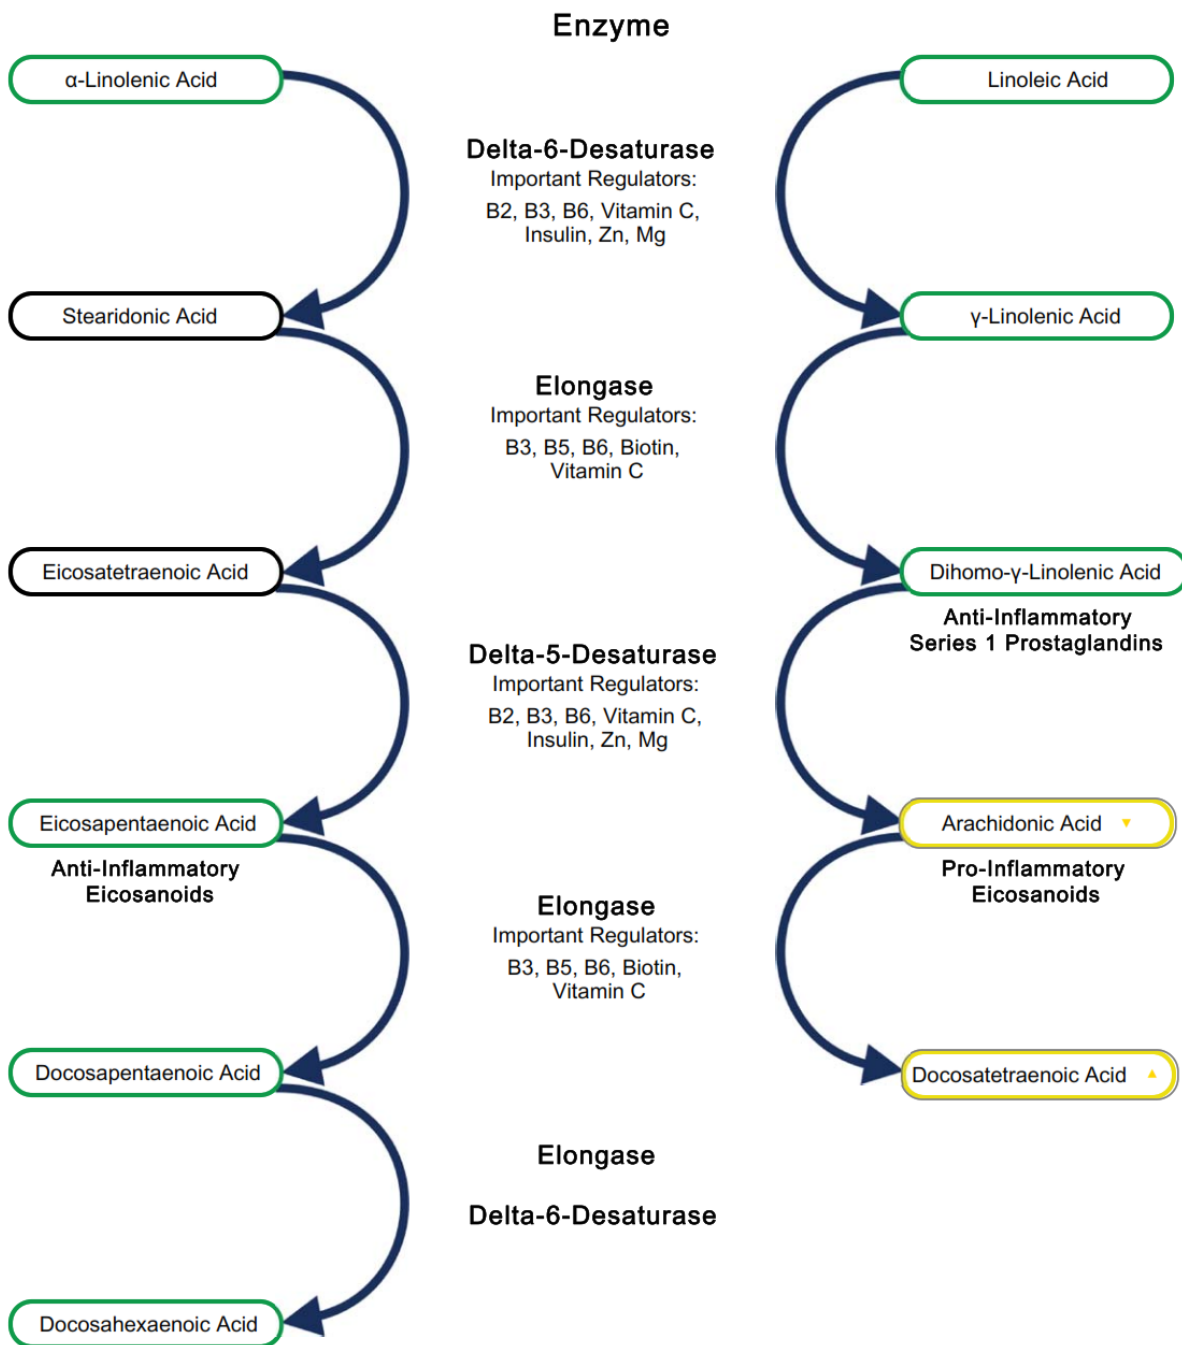 Enzyme
α-Linolenic Acid
Linoleic Acid
Delta-6-Desaturase
Important Regulators:
B2, B3, B6, Vitamin C,
Insulin, Zn, Mg
Stearidonic Acid
γ-Linolenic Acid
Elongase
Important Regulators:
B3, B5, B6, Biotin,
Vitamin C
Eicosatetraenoic Acid
Dihomo-γ-Linolenic Acid
Anti-Inflammatory
Series 1 Prostaglandins
Delta-5-Desaturase
Important Regulators:
B2, B3, B6, Vitamin C,
Insulin, Zn, Mg
Eicosapentaenoic Acid
Anti-Inflammatory
Eicosanoids
Arachidonic Acid
Pro-Inflammatory
Eicosanoids
Elongase
Important Regulators:
B3, B5, B6, Biotin,
Vitamin C
Docosapentaenoic Acid
Docosatetraenoic Acid
Elongase
Delta-6-Desaturase
Docosahexaenoic Acid